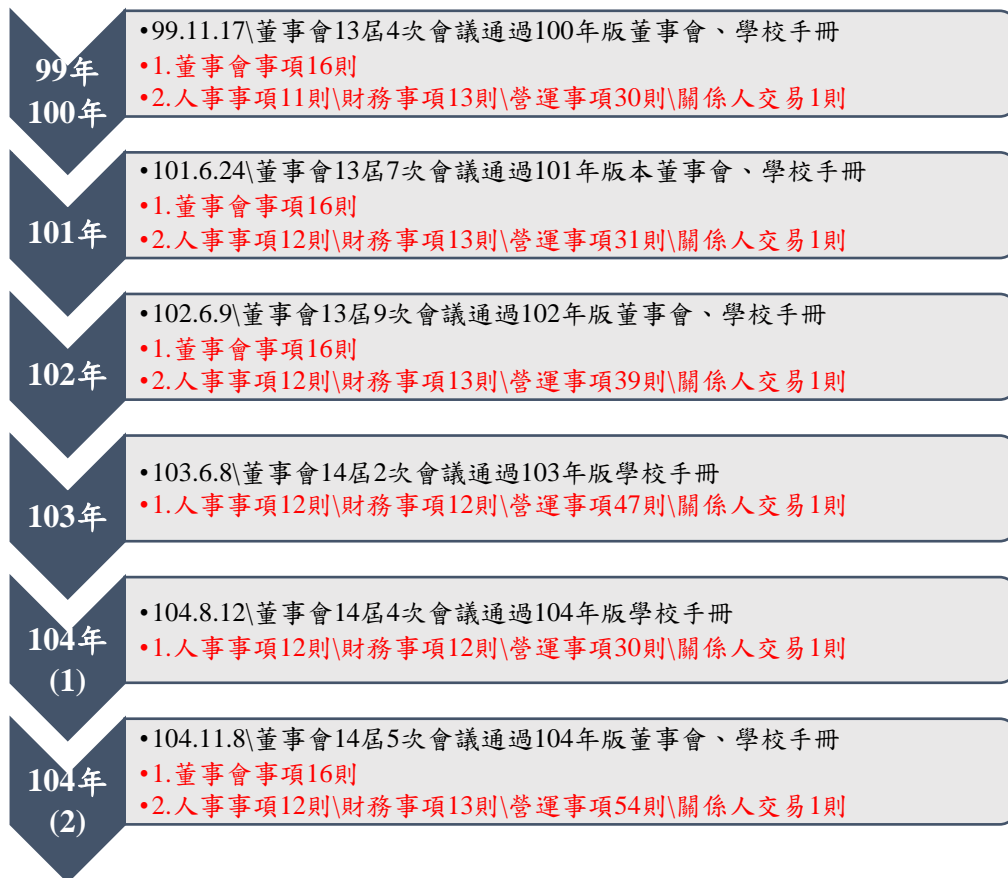 99年
100年
•99.11.17\董事會13屆4次會議通過100年版董事會、學校手冊
•1.董事會事項16則
•2.人事事項11則\財務事項13則\營運事項30則\關係人交易1則
101年
•101.6.24\董事會13屆7次會議通過101年版本董事會、學校手冊
•1.董事會事項16則
•2.人事事項12則\財務事項13則\營運事項31則\關係人交易1則
102年
•102.6.9\董事會13屆9次會議通過102年版董事會、學校手冊
•1.董事會事項16則
•2.人事事項12則\財務事項13則\營運事項39則\關係人交易1則
103年
•103.6.8\董事會14屆2次會議通過103年版學校手冊
•1.人事事項12則\財務事項12則\營運事項47則\關係人交易1則
104年
(1)
•104.8.12\董事會14屆4次會議通過104年版學校手冊
•1.人事事項12則\財務事項12則\營運事項30則\關係人交易1則
104年
(2)
•104.11.8\董事會14屆5次會議通過104年版董事會、學校手冊
•1.董事會事項16則
•2.人事事項12則\財務事項13則\營運事項54則\關係人交易1則